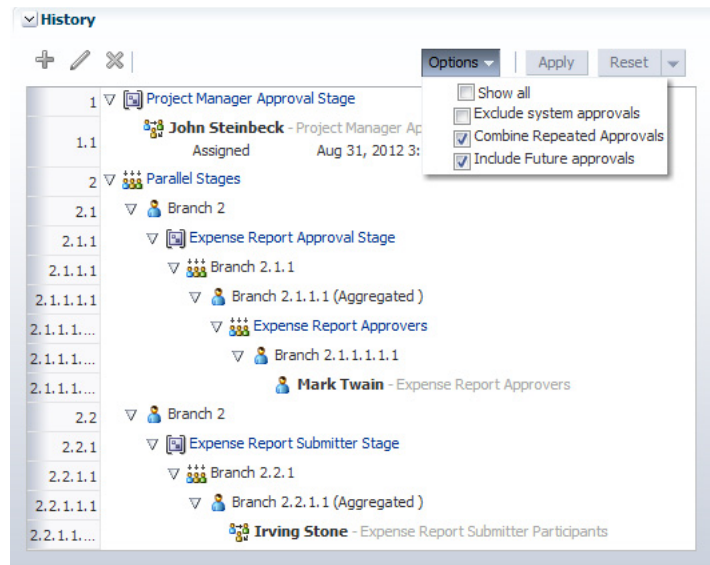 History
Options Apply Reset
Show all
Exclude system approvals
Combine Repeated Approvals
Include Future approvals
1 Project Manager Approval Stage
1.1 John Steinbeck - Project Manager Ap
Assigned Aug 31, 2012 3:
2 Parallel Stages
2.1 Branch 2
2.1.1 Expense Report Approval Stage
2.1.1.1 Branch 2.1.1
2.1.1.1.1 Branch 2.1.1.1 (Aggregated )
2.1.1.1.... Expense Report Approvers
2.1.1.1.... Branch 2.1.1.1.1.1
2.1.1.1.... Mark Twain - Expense Report Approvers
2.2 Branch 2
2.2.1 Expense Report Submitter Stage
2.2.1.1 Branch 2.2.1
2.2.1.1.1 Branch 2.2.1.1 (Aggregated )
2.2.1.1.... Irving Stone - Expense Report Submitter Participants